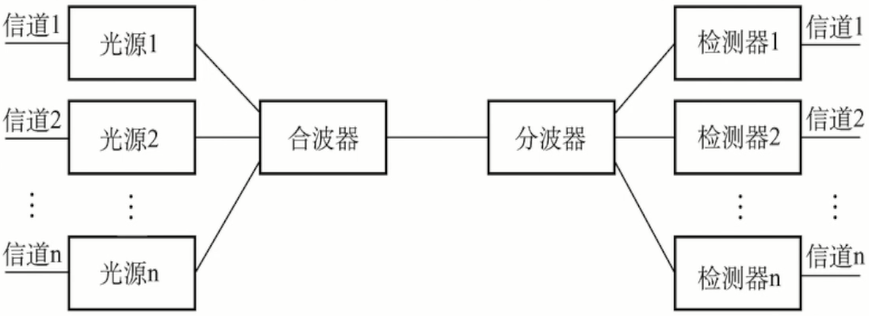 信道1
光源1
检测器1
信道1
信道2
光源2
合波器
分波器
检测器2
信道2
信道n
光源n
检测器n
信道n